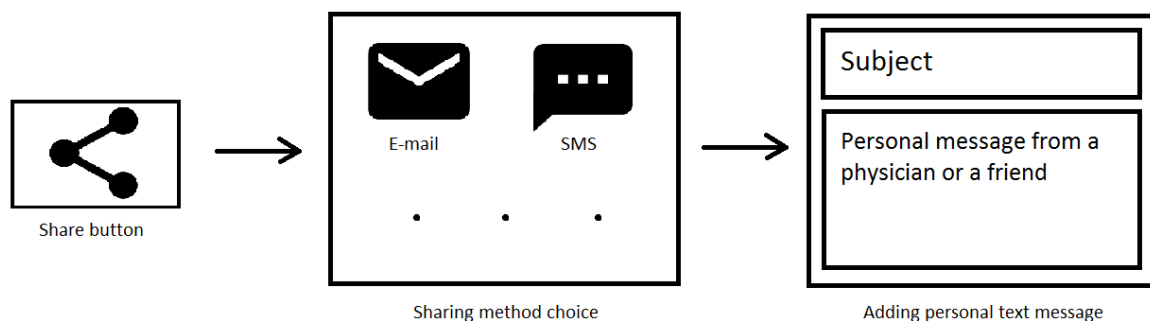 Share button
E-mail
SMS
Sharing method choice
Subject
Personal message from a
physician or a friend
Adding personal text message